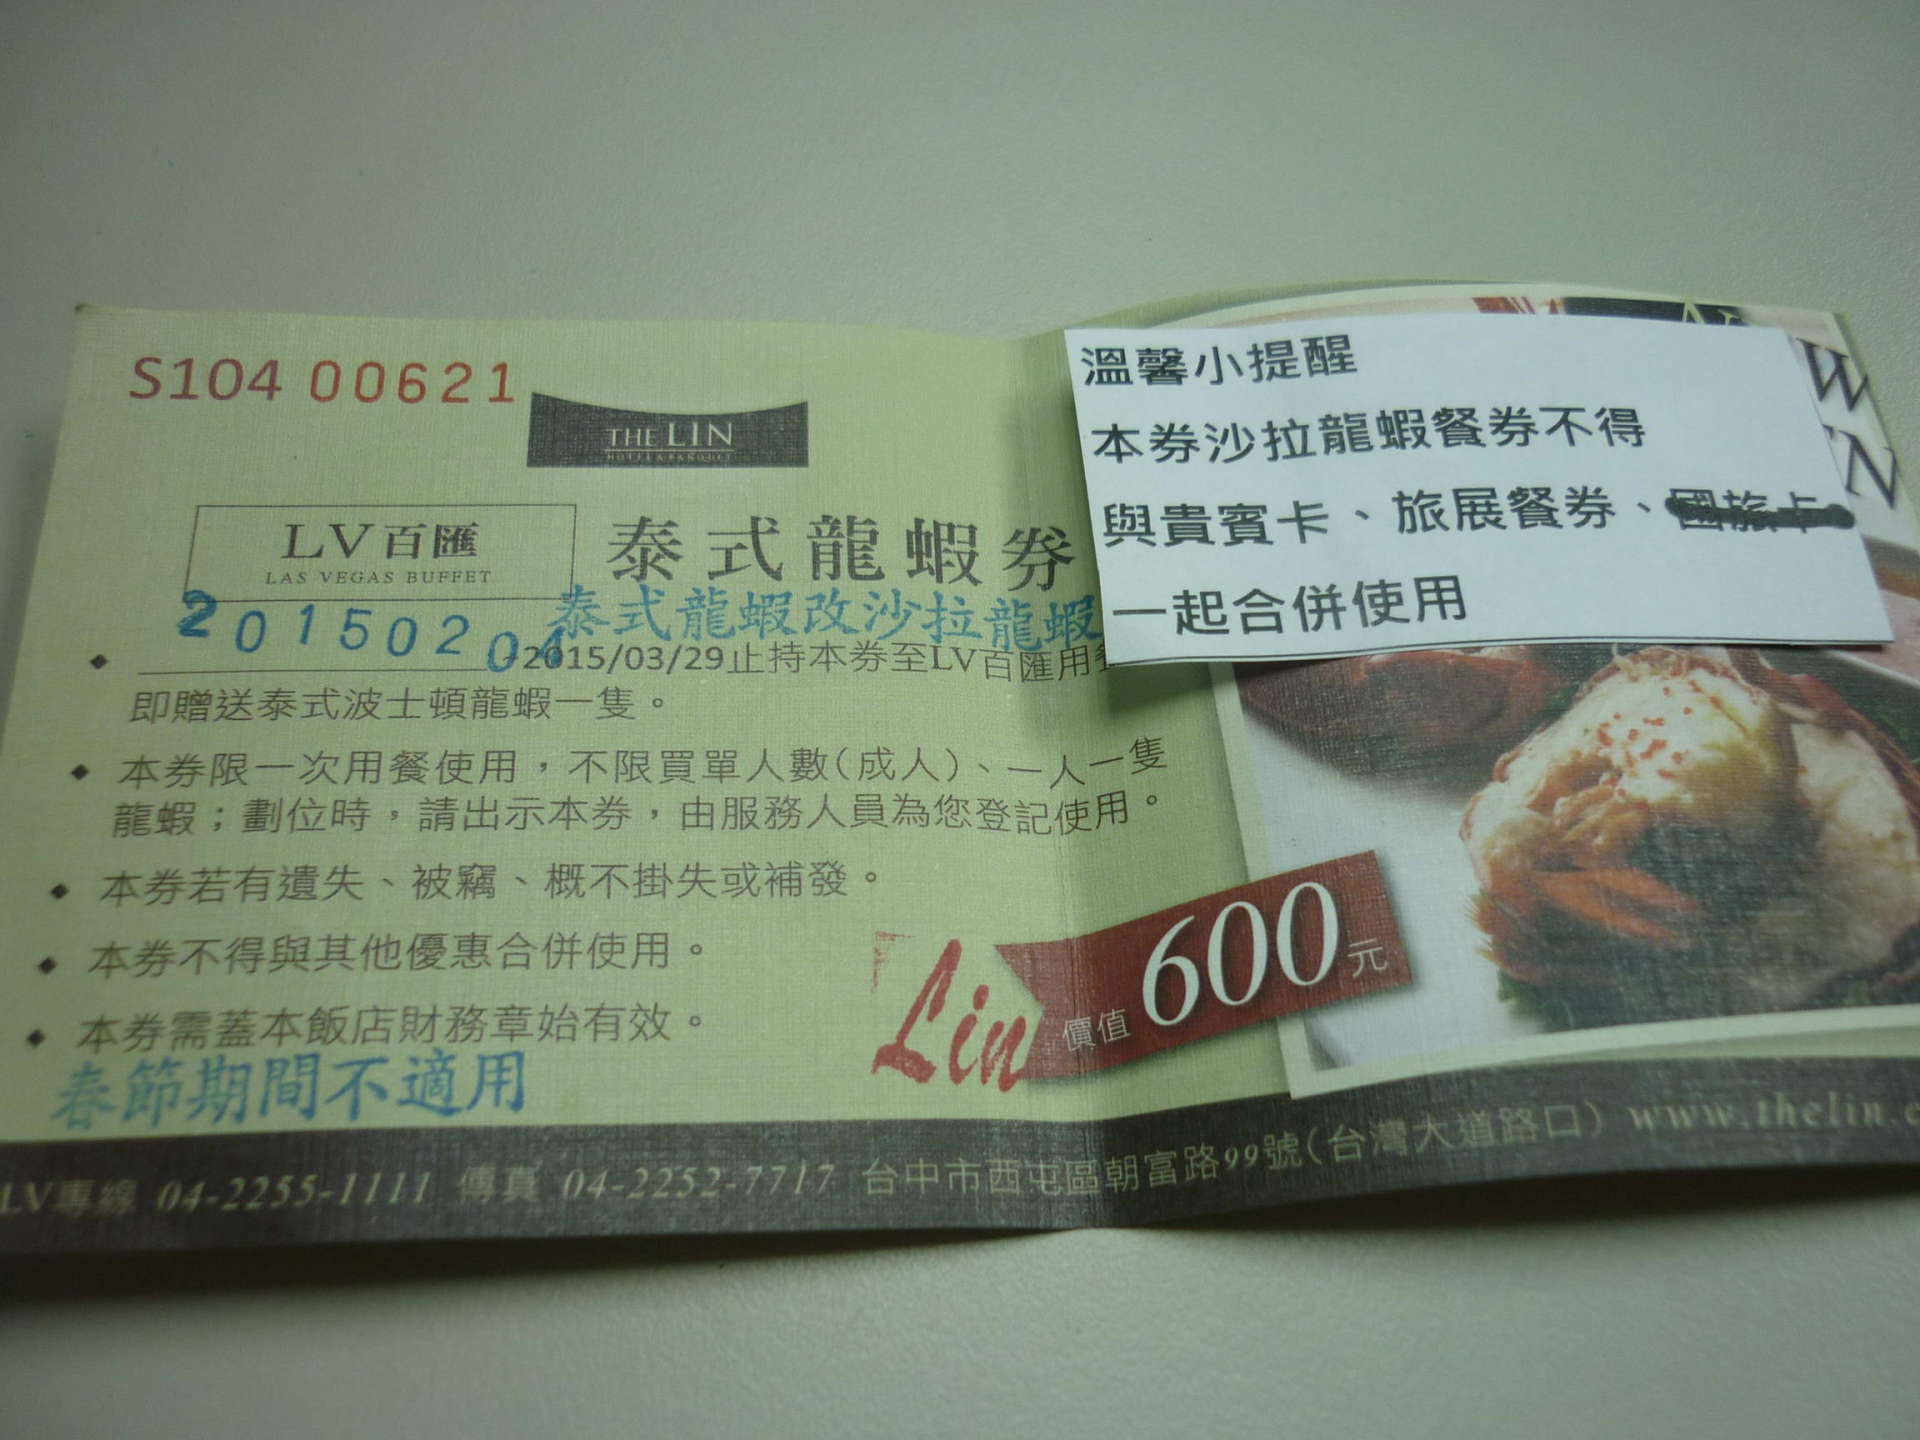 S104 00621
THE LIN
HOTEL & BANQUET
LV百匯
LAS VEGAS BUFFET
泰式龍蝦券
泰式龍蝦改沙拉龍蝦
20150204-2015/03/29止持本券至LV百匯用餐
即贈送泰式波士頓龍蝦一隻。
本券限一次用餐使用，不限買單人數(成人)、一人一隻
龍蝦；劃位時，請出示本券，由服務人員為您登記使用。
本券若有遺失、被竊、概不掛失或補發。
本券不得與其他優惠合併使用。
本券需蓋本飯店財務章始有效。
春節期間不適用
溫馨小提醒
本券沙拉龍蝦餐券不得
與貴賓卡、旅展餐券、國旅卡
一起合併使用
Lin
價值600元
LV專線 04-2255-1111 傳真 04-2252-7717 台中市西屯區朝富路99號(台灣大道路口) www.thelin.c